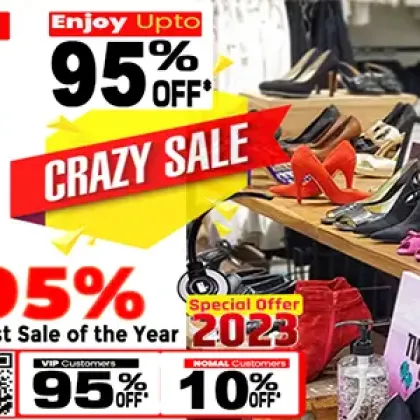 Enjoy Upto
95%
OFF*
CRAZY SALE
95%
st Sale of the Year
Special Offer
2023
VIP Customers
95% OFF*
NOMAL Customers
10% OFF*